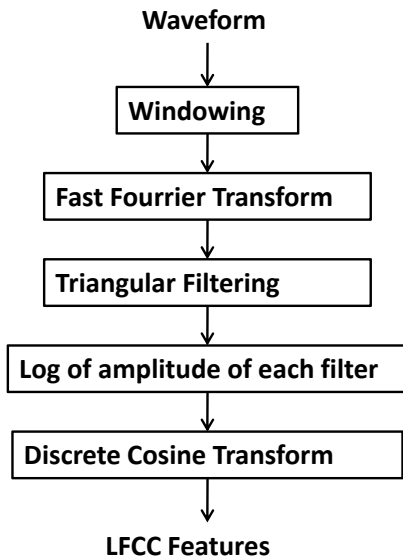 Waveform
Windowing
Fast Fourrier Transform
Triangular Filtering
Log of amplitude of each filter
Discrete Cosine Transform
LFCC Features